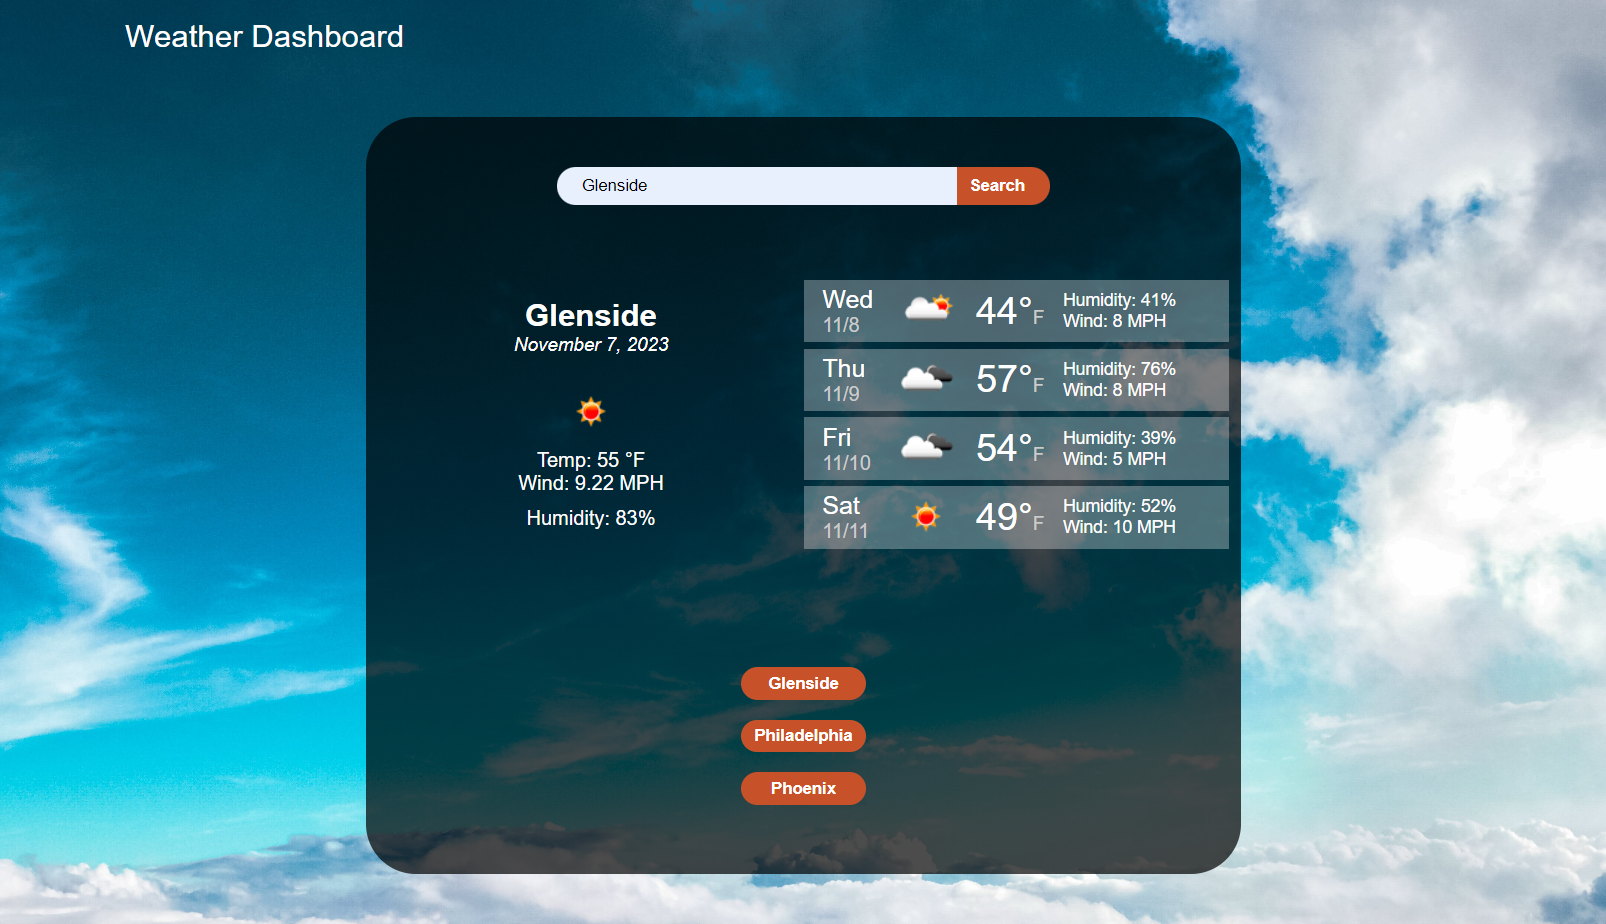 Weather Dashboard
Glenside
Search
Glenside
November 7, 2023
Temp: 55 °F
Wind: 9.22 MPH
Humidity: 83%
Wed
11/8
44°F
Humidity: 41%
Wind: 8 MPH
Thu
11/9
57°F
Humidity: 76%
Wind: 8 MPH
Fri
11/10
54°F
Humidity: 39%
Wind: 5 MPH
Sat
11/11
49°F
Humidity: 52%
Wind: 10 MPH
Glenside
Philadelphia
Phoenix